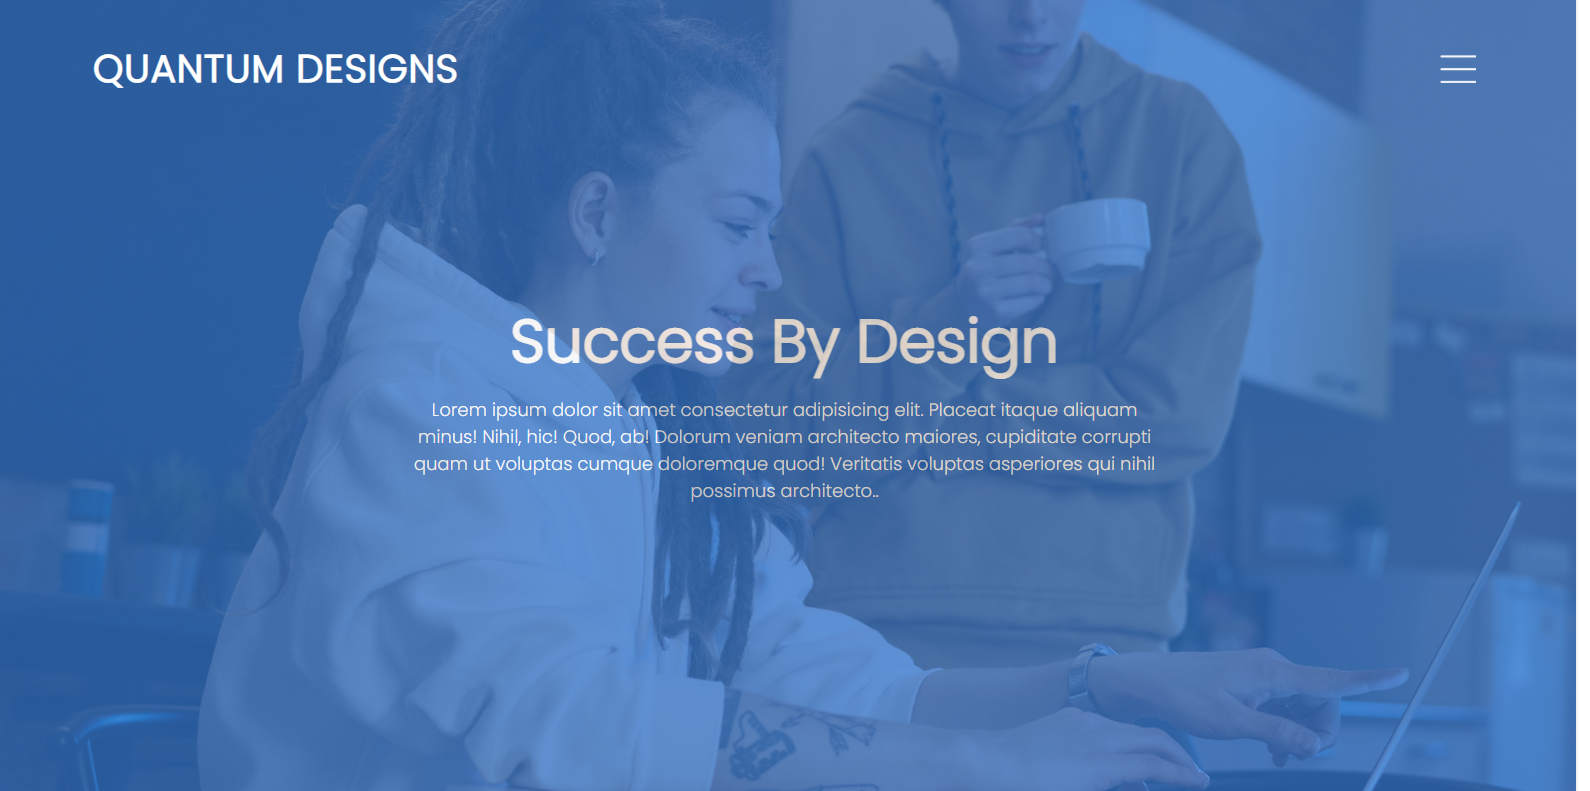 QUANTUM DESIGNS
Success By Design
Lorem ipsum dolor sit amet consectetur adipisicing elit. Placeat itaque aliquam
minus! Nihil, hic! Quod, ab! Dolorum veniam architecto maiores, cupiditate corrupti
quam ut voluptas cumque doloremque quod! Veritatis voluptas asperiores qui nihil
possimus architecto..